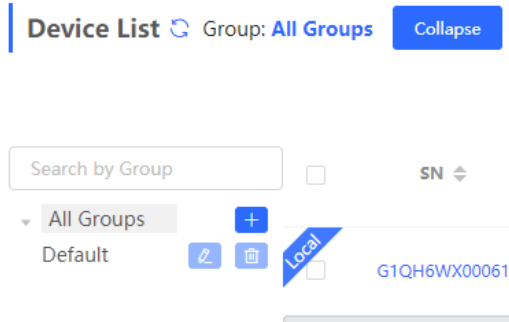 Device List Group: All Groups Collapse
Search by Group
SN
All Groups
Default
Local
G1QH6WX00061